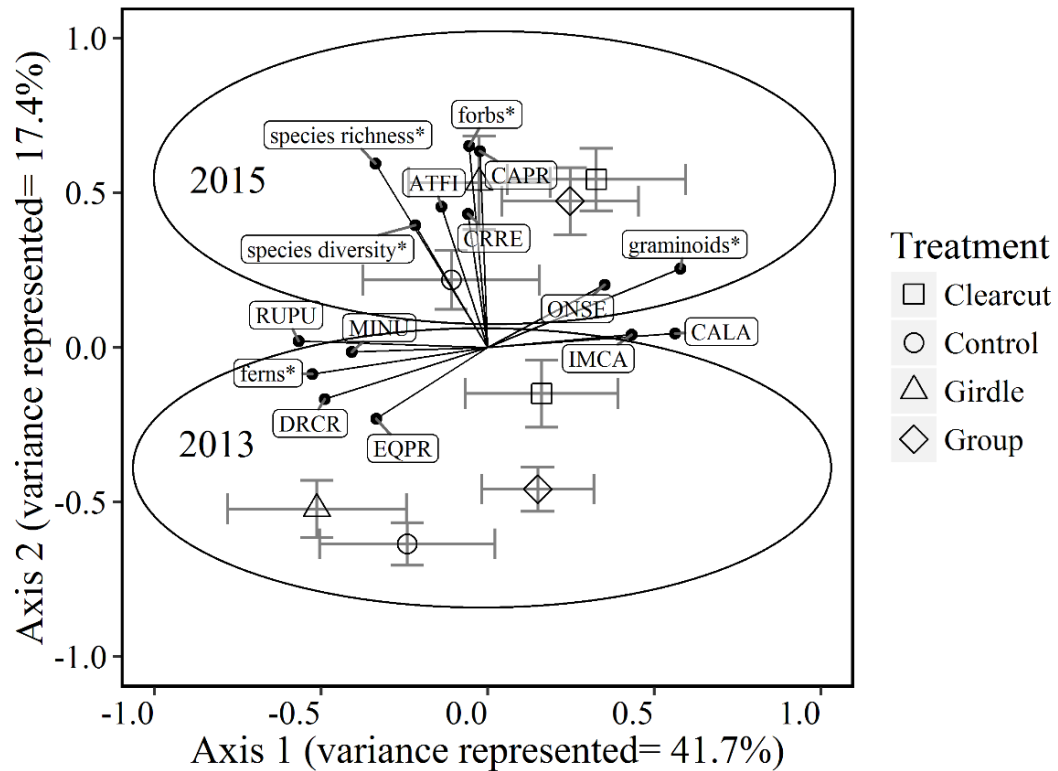 1.0
0.5
0.0
-0.5
-1.0
Axis 2 (variance represented= 17.4%)
forbs*
species richness*
2015
ATFI
CAPR
CRRE
species diversity*
graminoids*
ONSE
RUPU
MINU
CALA
IMCA
ferns*
DRCR
EQPR
2013
-1.0
-0.5
0.0
0.5
1.0
Axis 1 (variance represented= 41.7%)
Treatment
Clearcut
Control
Girdle
Group